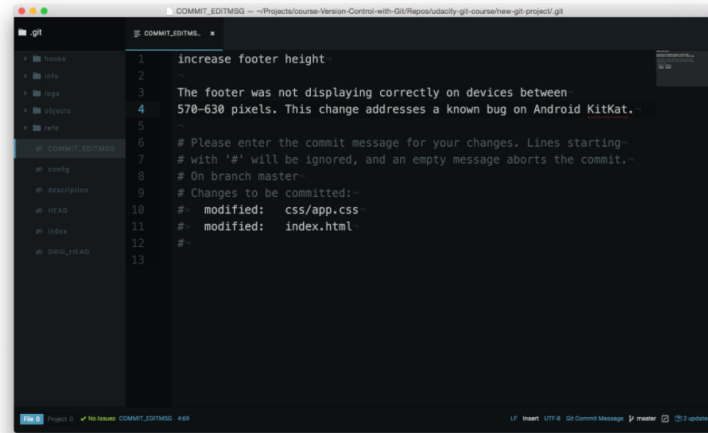 COMMIT_EDITMSG — ~/Projects/course-Version-Control-with-Git/Repos/udacity-git-course/new-git-project/.git
.git
COMMIT_EDITMS..
hooks
info
logs
objects
refs
COMMIT_EDITMSG
config
description
HEAD
index
ORIG_HEAD
1 increase footer height
2
3 The footer was not displaying correctly on devices between
4 570-630 pixels. This change addresses a known bug on Android KitKat.
5
6 # Please enter the commit message for your changes. Lines starting
7 # with '#' will be ignored, and an empty message aborts the commit.
8 # On branch master
9 # Changes to be committed:
10 #» modified: css/app.css
11 #» modified: index.html
12 #
13
File 0 Project 0 ✓ No Issues COMMIT_EDITMSG 4:69 LF Insert UTF-8 Git Commit Message master 2 update